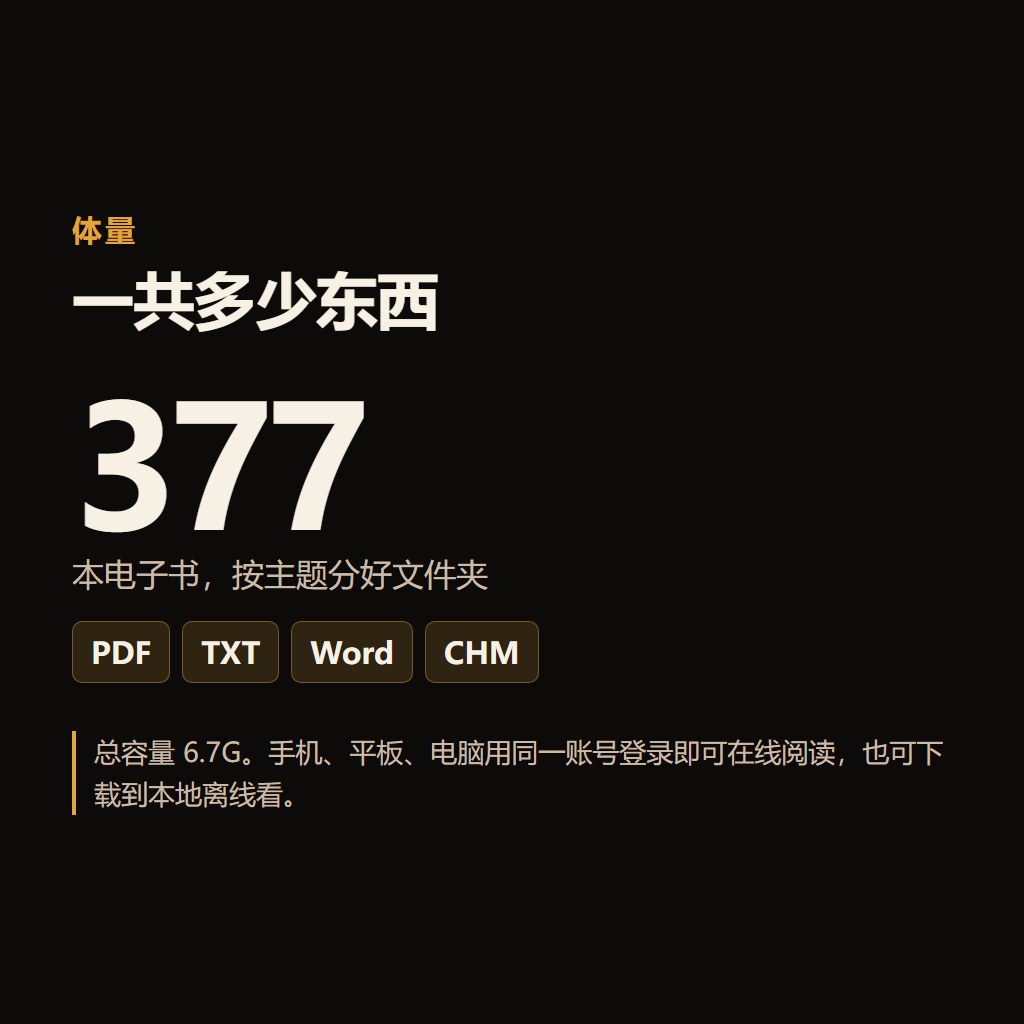 体量
一共多少东西
377
本电子书，按主题分好文件夹
PDF TXT Word CHM
总容量 6.7G。手机、平板、电脑用同一账号登录即可在线阅读，也可下
载到本地离线看。